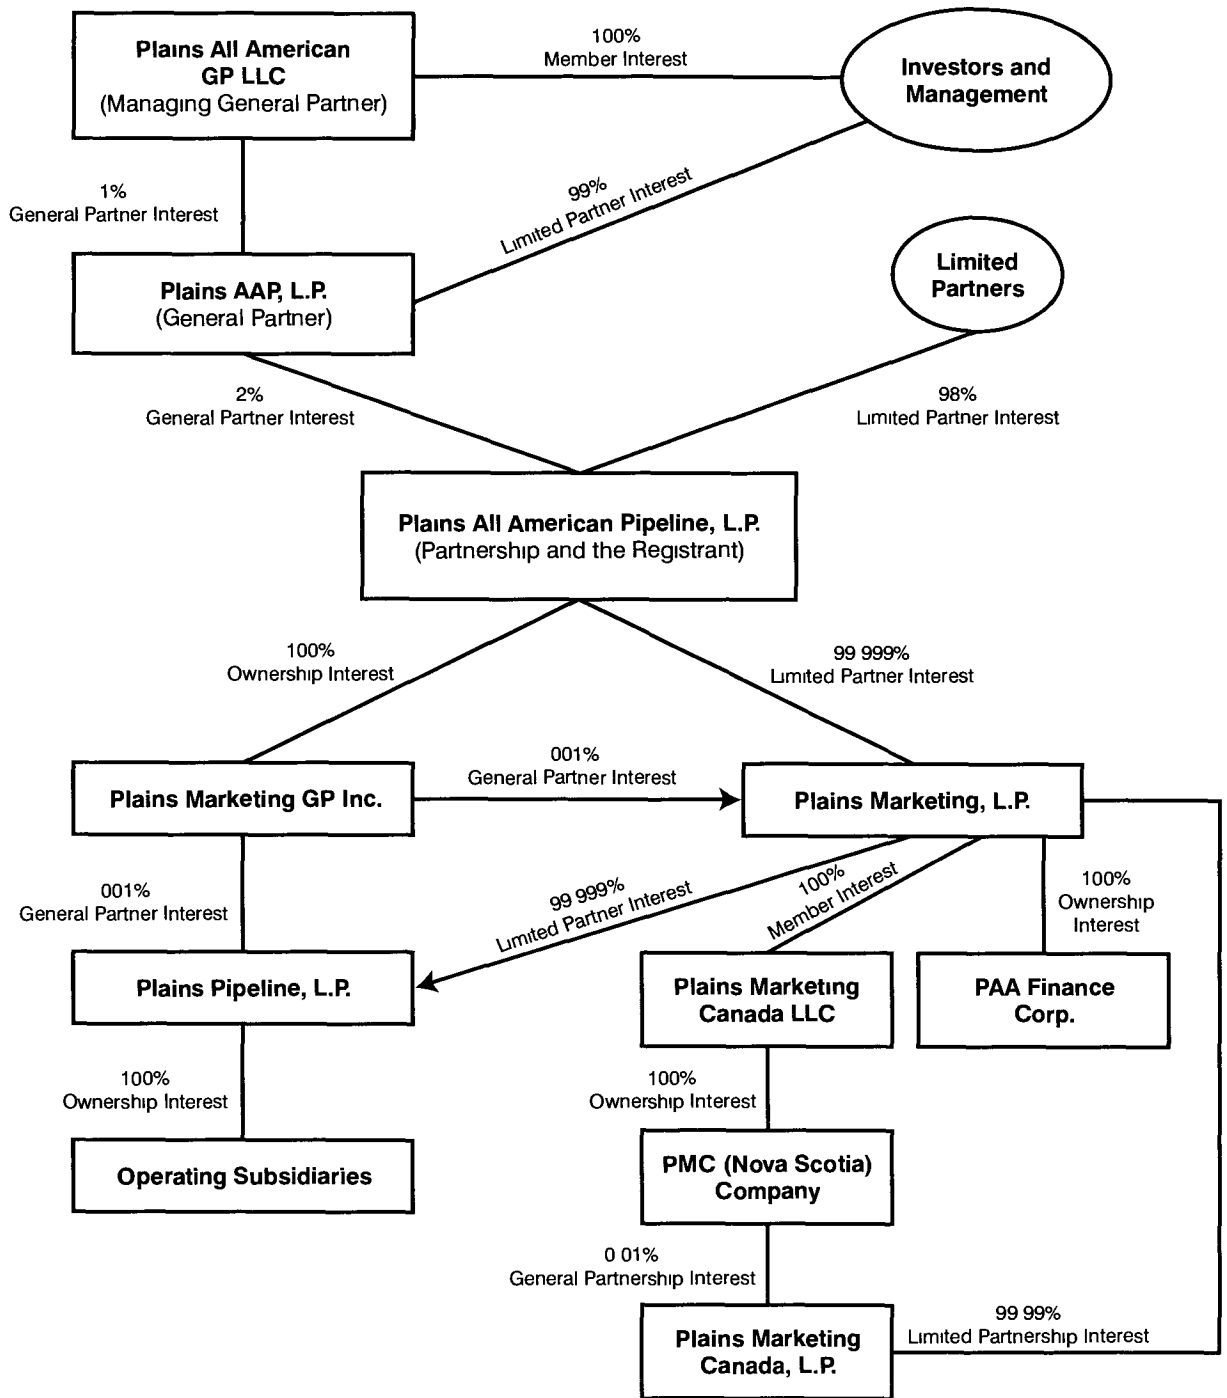 Plains All American
GP LLC
(Managing General Partner)
100%
Member Interest
Investors and
Management
1%
General Partner Interest
99%
Limited Partner Interest
Plains AAP, L.P.
(General Partner)
Limited
Partners
2%
General Partner Interest
98%
Limited Partner Interest
Plains All American Pipeline, L.P.
(Partnership and the Registrant)
100%
Ownership Interest
99 999%
Limited Partner Interest
Plains Marketing GP Inc.
001%
General Partner Interest
Plains Marketing, L.P.
001%
General Partner Interest
99 999%
Limited Partner Interest
100%
Member Interest
100%
Ownership
Interest
Plains Pipeline, L.P.
Plains Marketing
Canada LLC
PAA Finance
Corp.
100%
Ownership Interest
100%
Ownership Interest
Operating Subsidiaries
PMC (Nova Scotia)
Company
0 01%
General Partnership Interest
Plains Marketing
Canada, L.P.
99 99%
Limited Partnership Interest